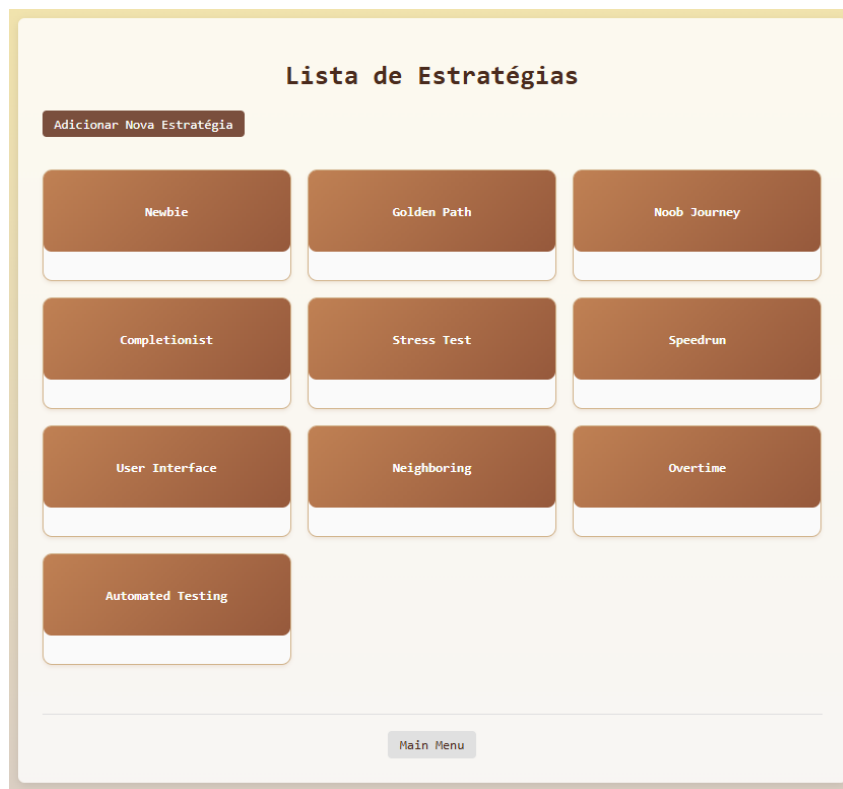 Lista de Estratégias
Adicionar Nova Estratégia
Newbie
Golden Path
Noob Journey
Completionist
Stress Test
Speedrun
User Interface
Neighboring
Overtime
Automated Testing
Main Menu